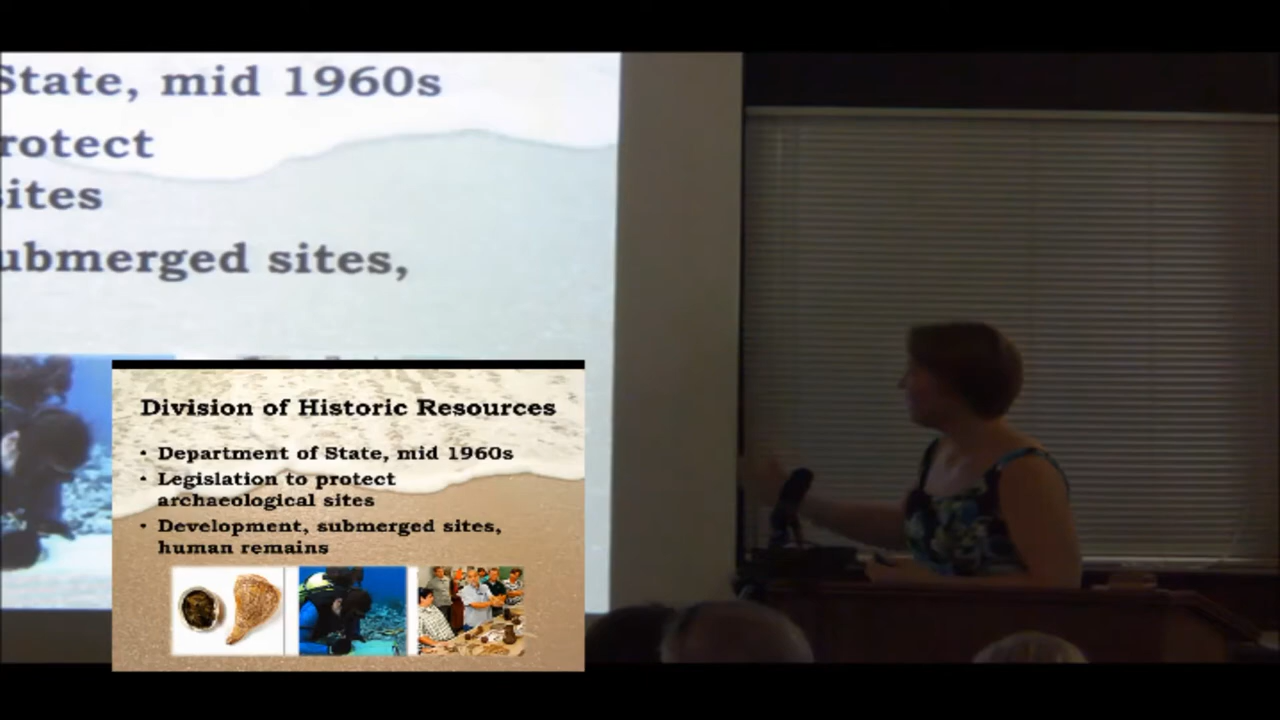 State, mid 1960s
rotect
sites
ubmerged sites,
Division of Historic Resources
• Department of State, mid 1960s
• Legislation to protect
archaeological sites
• Development, submerged sites,
human remains